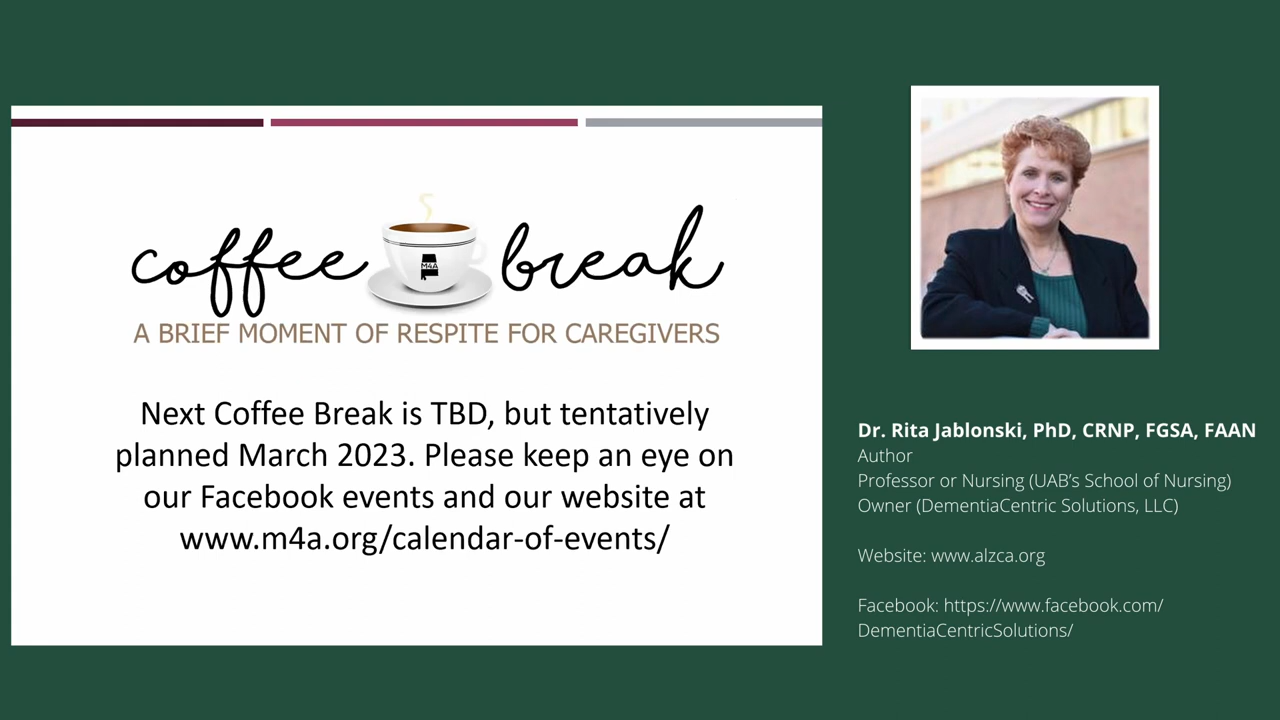 coffee break
M4A
A BRIEF MOMENT OF RESPITE FOR CAREGIVERS
Next Coffee Break is TBD, but tentatively
planned March 2023. Please keep an eye on
our Facebook events and our website at
www.m4a.org/calendar-of-events/
Dr. Rita Jablonski, PhD, CRNP, FGSA, FAAN
Author
Professor or Nursing (UAB’s School of Nursing)
Owner (DementiaCentric Solutions, LLC)
Website: www.alzca.org
Facebook: https://www.facebook.com/
DementiaCentricSolutions/